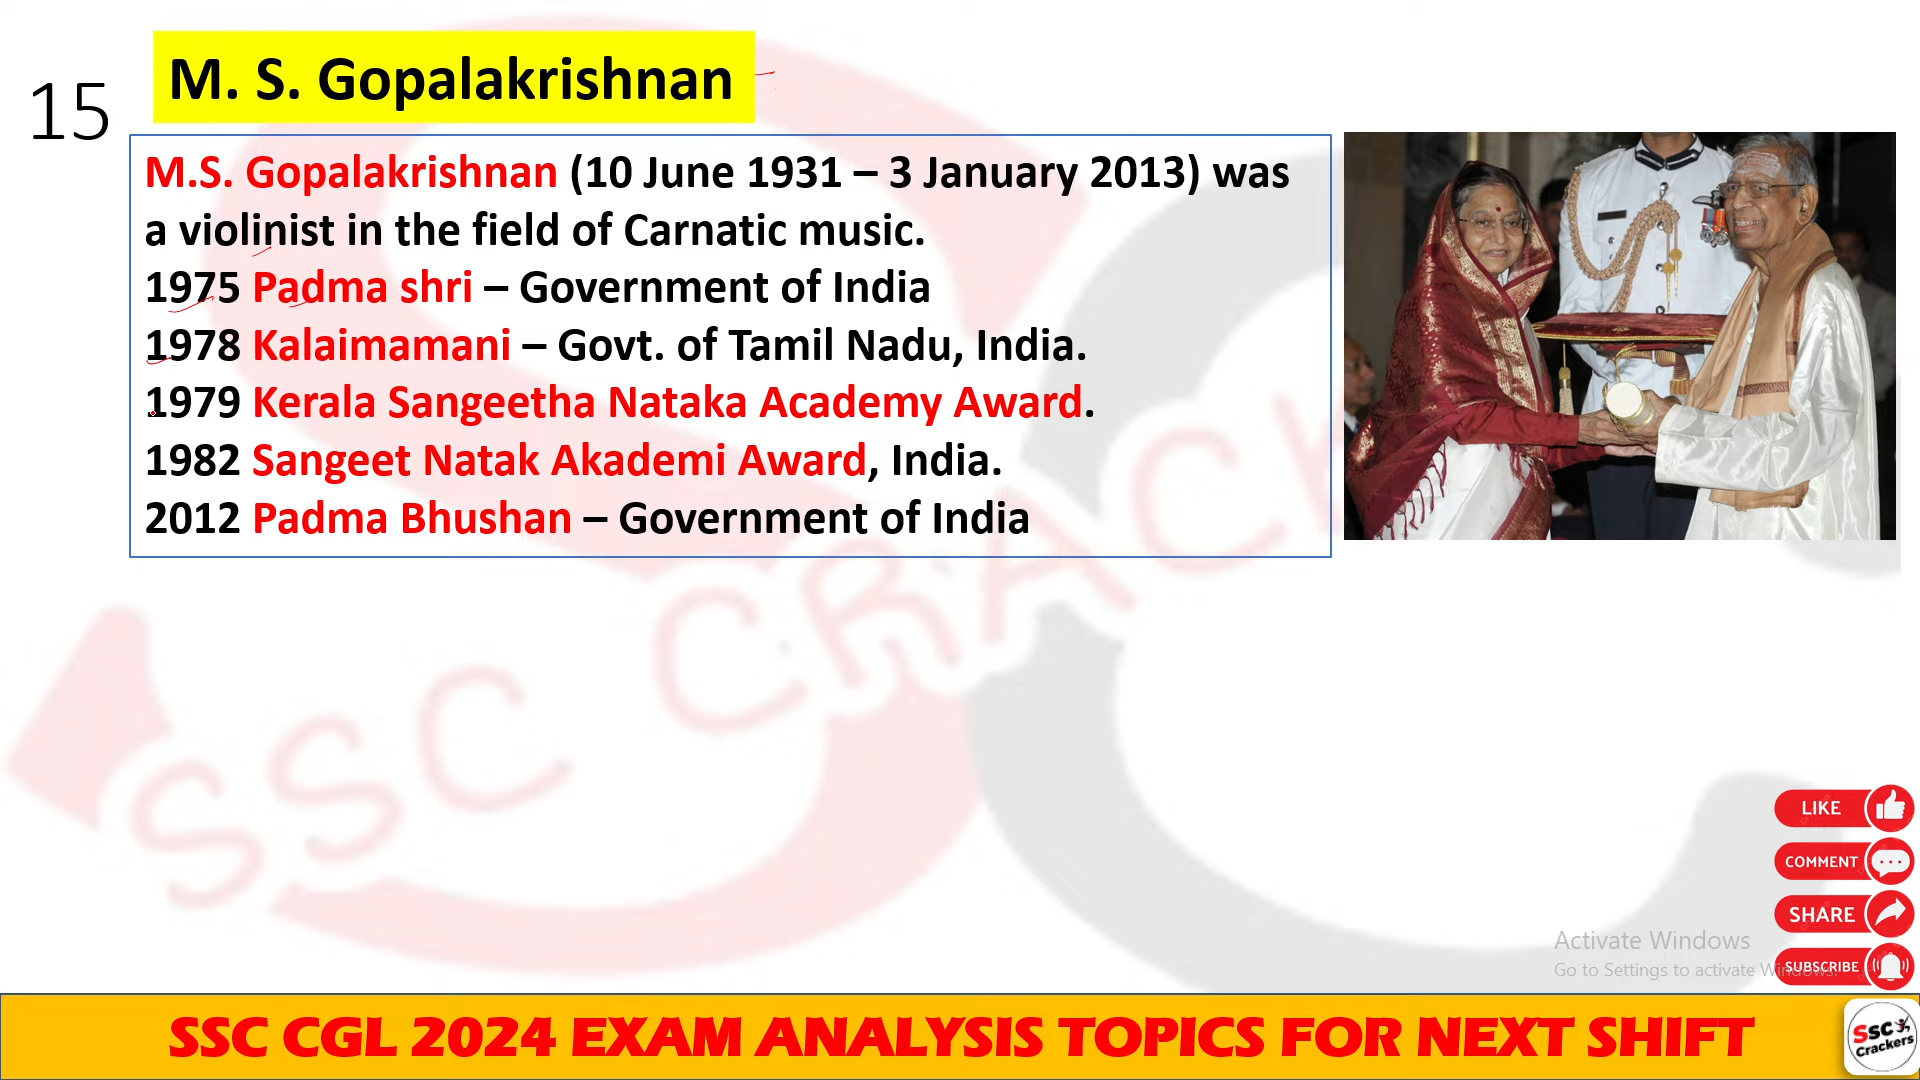 15
M. S. Gopalakrishnan
M.S. Gopalakrishnan (10 June 1931 – 3 January 2013) was
a violinist in the field of Carnatic music.
1975 Padma shri – Government of India
1978 Kalaimamani – Govt. of Tamil Nadu, India.
1979 Kerala Sangeetha Nataka Academy Award.
1982 Sangeet Natak Akademi Award, India.
2012 Padma Bhushan – Government of India
SSC CRACK
LIKE
COMMENT
SHARE
Activate Windows
Go to Settings to activate Windows.
SUBSCRIBE
SSC CGL 2024 EXAM ANALYSIS TOPICS FOR NEXT SHIFT
SSC
Crackers